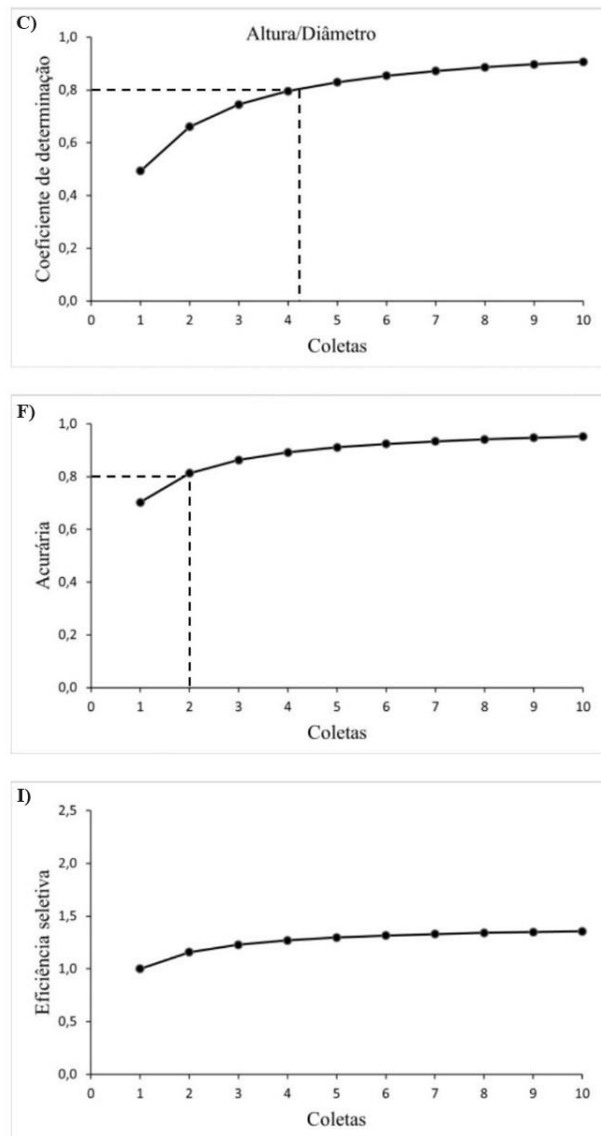 C)
Altura/Diâmetro
Coeficiente de determinação
1,0
0,8
0,6
0,4
0,2
0,0
0 1 2 3 4 5 6 7 8 9 10
Coletas
F)
Acurária
1,0
0,8
0,6
0,4
0,2
0,0
0 1 2 3 4 5 6 7 8 9 10
Coletas
I)
Eficiência seletiva
2,5
2,0
1,5
1,0
0,5
0,0
0 1 2 3 4 5 6 7 8 9 10
Coletas